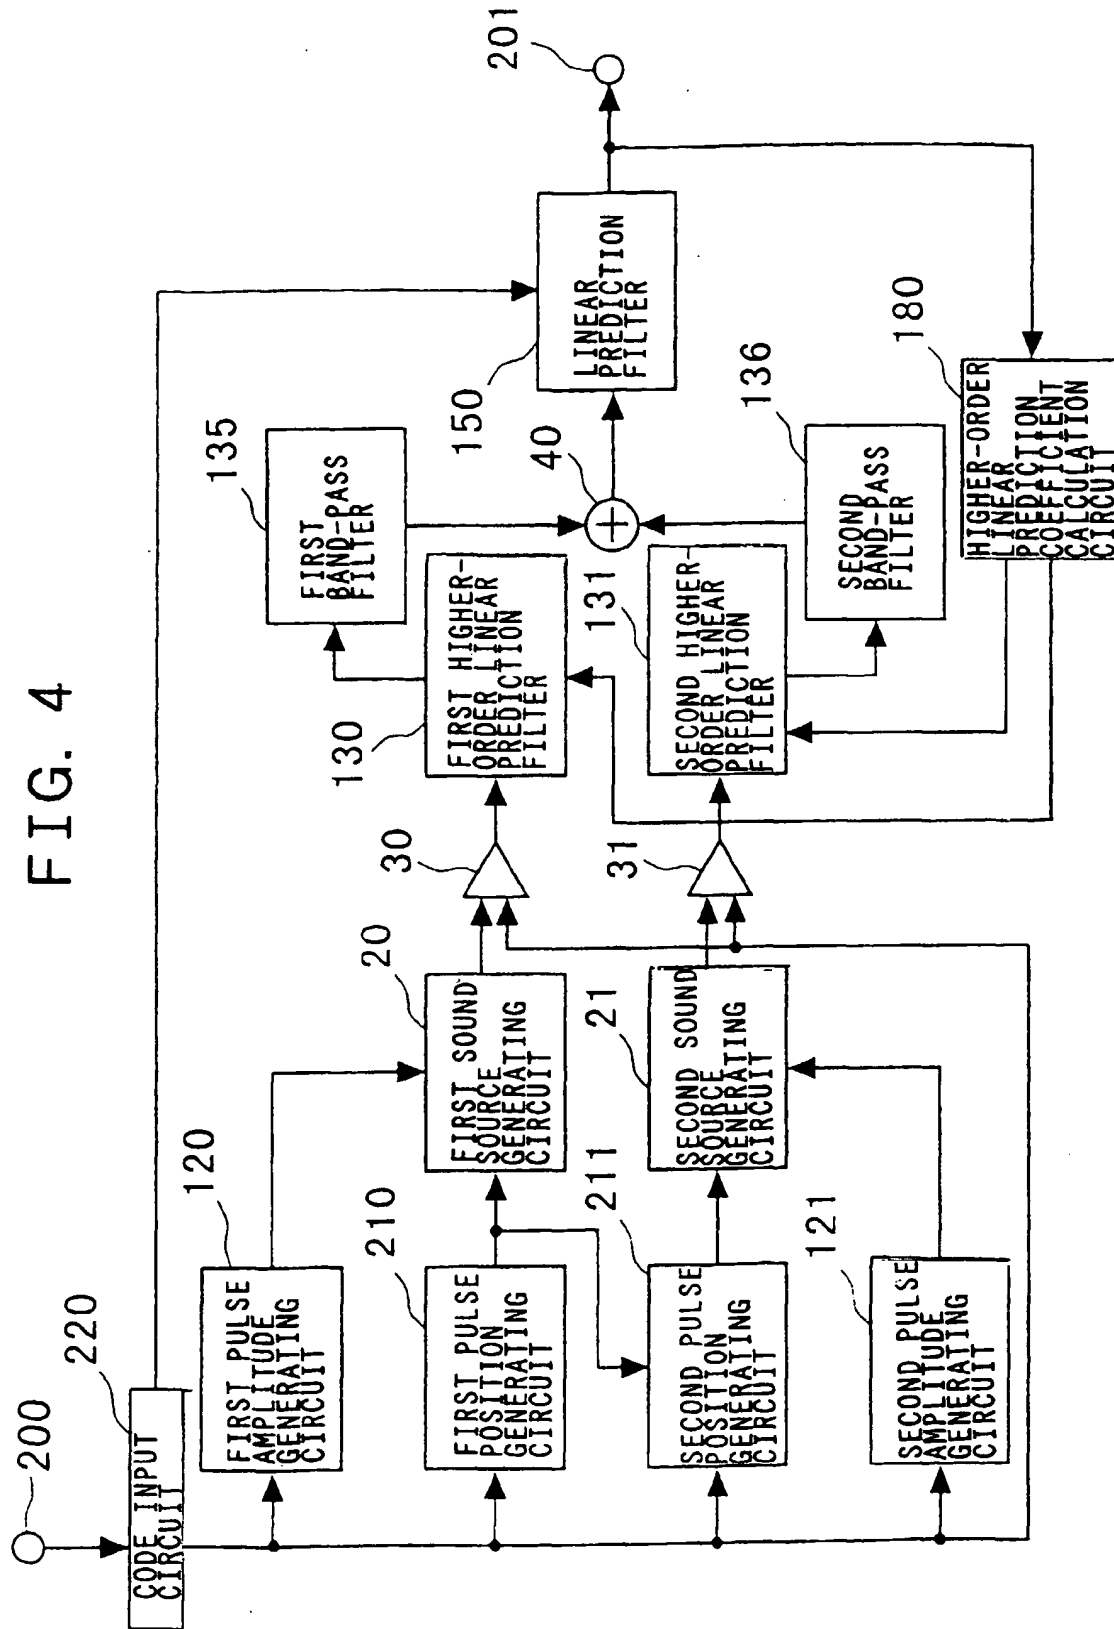 FIG. 4
200
220
CODE INPUT
CIRCUIT
120
FIRST PULSE
AMPLITUDE
GENERATING
CIRCUIT
210
FIRST PULSE
POSITION
GENERATING
CIRCUIT
211
SECOND PULSE
POSITION
GENERATING
CIRCUIT
121
SECOND PULSE
AMPLITUDE
GENERATING
CIRCUIT
20
FIRST SOUND
SOURCE
GENERATING
CIRCUIT
21
SECOND SOUND
SOURCE
GENERATING
CIRCUIT
30
31
130
FIRST HIGHER-
ORDER LINEAR
PREDICTION
FILTER
131
SECOND HIGHER-
ORDER LINEAR
PREDICTION
FILTER
135
FIRST
BAND-PASS
FILTER
136
SECOND
BAND-PASS
FILTER
40
150
LINEAR
PREDICTION
FILTER
180
HIGHER-ORDER
LINEAR
PREDICTION
COEFFICIENT
CALCULATION
CIRCUIT
201